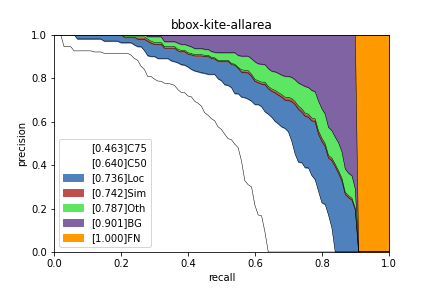 bbox-kite-allarea
1.0
0.8
0.6
0.4
0.2
0.0
precision
[0.463]C75
[0.640]C50
[0.736]Loc
[0.742]Sim
[0.787]Oth
[0.901]BG
[1.000]FN
0.0 0.2 0.4 0.6 0.8 1.0
recall